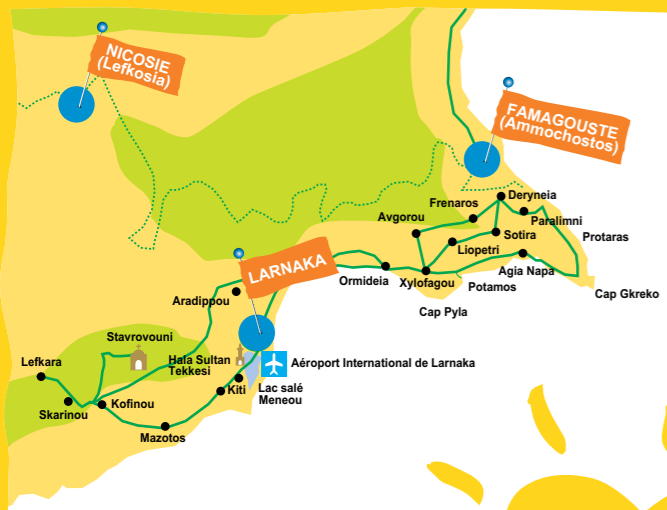 NICOSIE
(Lefkosia)
FAMAGOUSTE
(Ammochostos)
Deryneia
Frenaros
Paralimni
Avgorou
Sotira
Protaras
Liopetri
LARNAKA
Agia Napa
Ormideia
Xylofagou
Potamos
Cap Gkreko
Aradippou
Cap Pyla
Stavrovouni
Hala Sultan
Tekkesi
Aéroport International de Larnaka
Lefkara
Kiti
Lac salé
Meneou
Skarinou
Kofinou
Mazotos